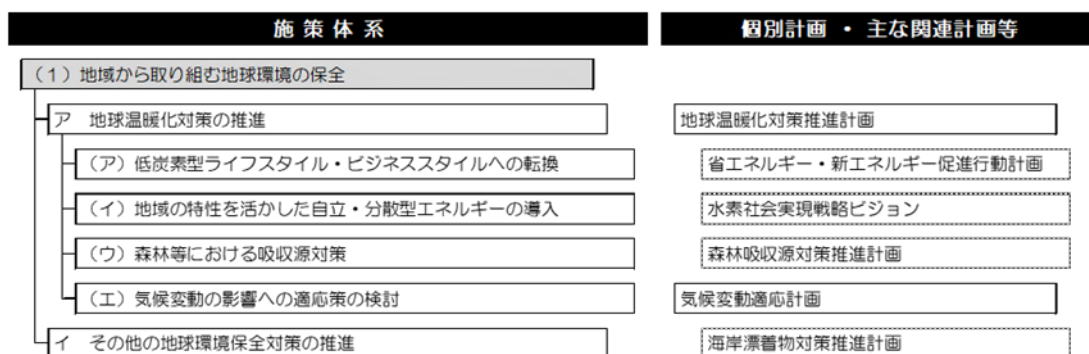 施策体系
個別計画 ・ 主な関連計画等
（１）地域から取り組む地球環境の保全
ア　地球温暖化対策の推進
地球温暖化対策推進計画
（ア）低炭素型ライフスタイル・ビジネススタイルへの転換
省エネルギー・新エネルギー促進行動計画
（イ）地域の特性を活かした自立・分散型エネルギーの導入
水素社会実現戦略ビジョン
（ウ）森林等における吸収源対策
森林吸収源対策推進計画
（エ）気候変動の影響への適応策の検討
気候変動適応計画
イ　その他の地球環境保全対策の推進
海岸漂着物対策推進計画